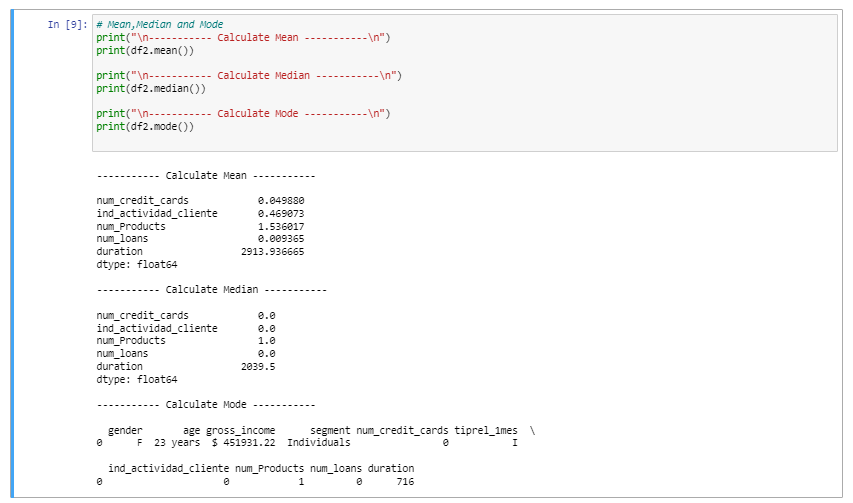 In [9]: # Mean,Median and Mode
print("\n----------- Calculate Mean -----------\n")
print(df2.mean())
print("\n----------- Calculate Median -----------\n")
print(df2.median())
print("\n----------- Calculate Mode -----------\n")
print(df2.mode())
----------- Calculate Mean -----------
num_credit_cards 0.049880
ind_actividad_cliente 0.469073
num_Products 1.536017
num_loans 0.009365
duration 2913.936665
dtype: float64
----------- Calculate Median -----------
num_credit_cards 0.0
ind_actividad_cliente 0.0
num_Products 1.0
num_loans 0.0
duration 2039.5
dtype: float64
----------- Calculate Mode -----------
gender age gross_income segment num_credit_cards tiprel_1mes \
0 F 23 years $ 451931.22 Individuals 0 I
ind_actividad_cliente num_Products num_loans duration
0 0 1 0 716